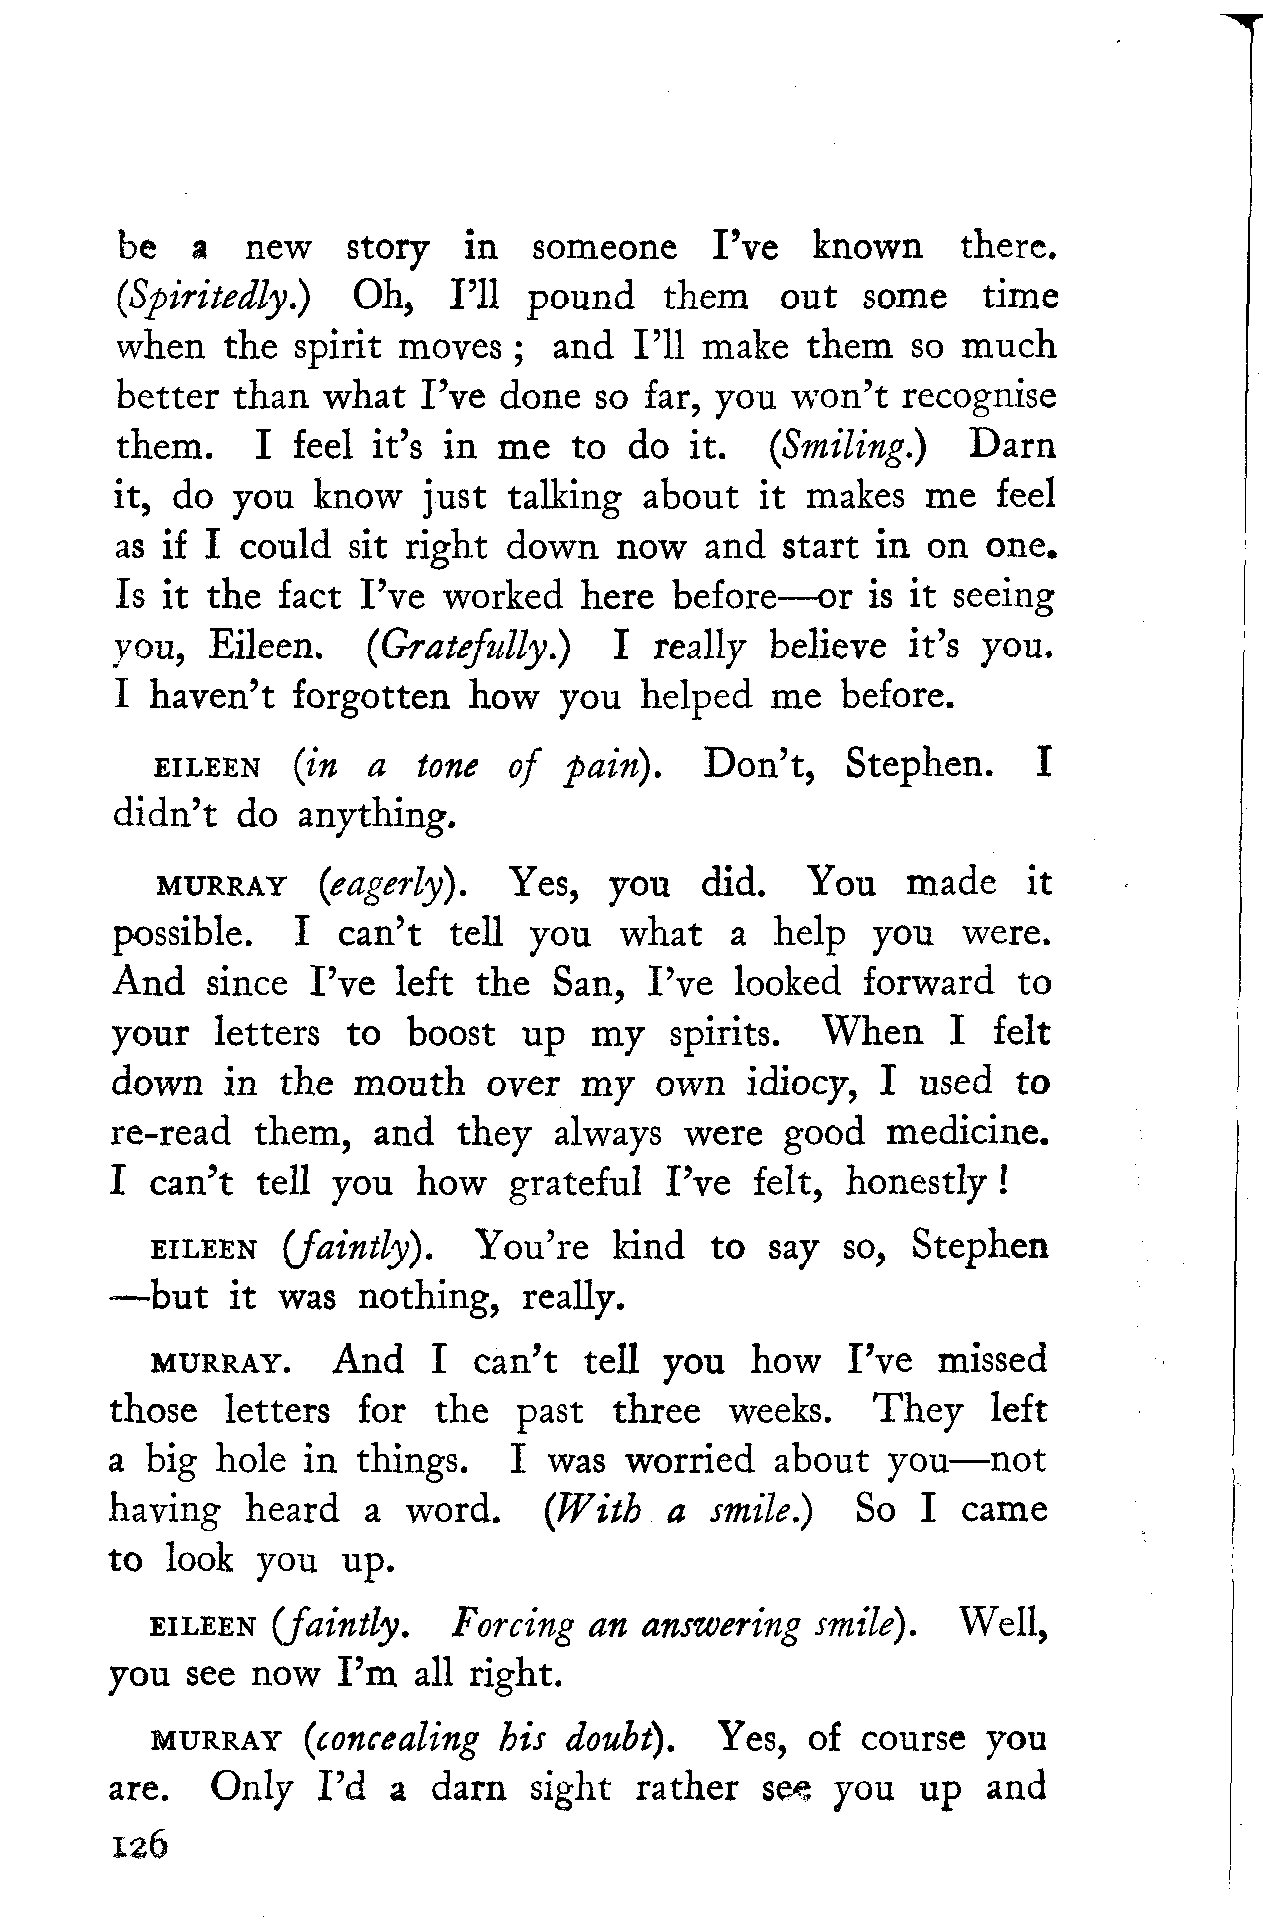 be a new story in someone I've known there.
(Spiritedly.) Oh, I'll pound them out some time
when the spirit moves ; and I'll make them so much
better than what I've done so far, you won't recognise
them. I feel it's in me to do it. (Smiling.) Darn
it, do you know just talking about it makes me feel
as if I could sit right down now and start in on one.
Is it the fact I've worked here before—or is it seeing
you, Eileen. (Gratefully.) I really believe it's you.
I haven't forgotten how you helped me before.
EILEEN (in a tone of pain). Don't, Stephen. I
didn't do anything.
MURRAY (eagerly). Yes, you did. You made it
possible. I can't tell you what a help you were.
And since I've left the San, I've looked forward to
your letters to boost up my spirits. When I felt
down in the mouth over my own idiocy, I used to
re-read them, and they always were good medicine.
I can't tell you how grateful I've felt, honestly !
EILEEN (faintly). You're kind to say so, Stephen
—but it was nothing, really.
MURRAY. And I can't tell you how I've missed
those letters for the past three weeks. They left
a big hole in things. I was worried about you—not
having heard a word. (With a smile.) So I came
to look you up.
EILEEN (faintly. Forcing an answering smile). Well,
you see now I'm all right.
MURRAY (concealing his doubt). Yes, of course you
are. Only I'd a darn sight rather see you up and
126